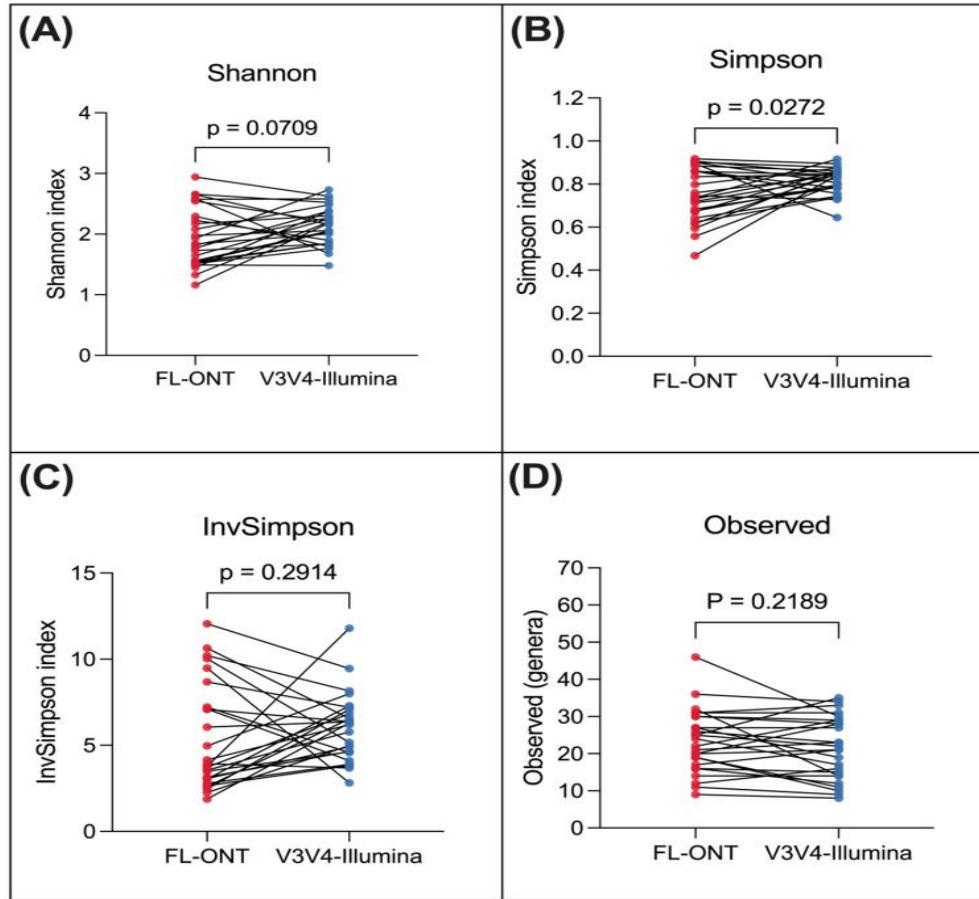 (A)
Shannon
p = 0.0709
4
3
2
1
0
Shannon index
FL-ONT V3V4-Illumina
(B)
Simpson
p = 0.0272
1.2
1.0
0.8
0.6
0.4
0.2
0.0
Simpson index
FL-ONT V3V4-Illumina
(C)
InvSimpson
p = 0.2914
15
10
5
0
InvSimpson index
FL-ONT V3V4-Illumina
(D)
Observed
P = 0.2189
70
60
50
40
30
20
10
0
Observed (genera)
FL-ONT V3V4-Illumina